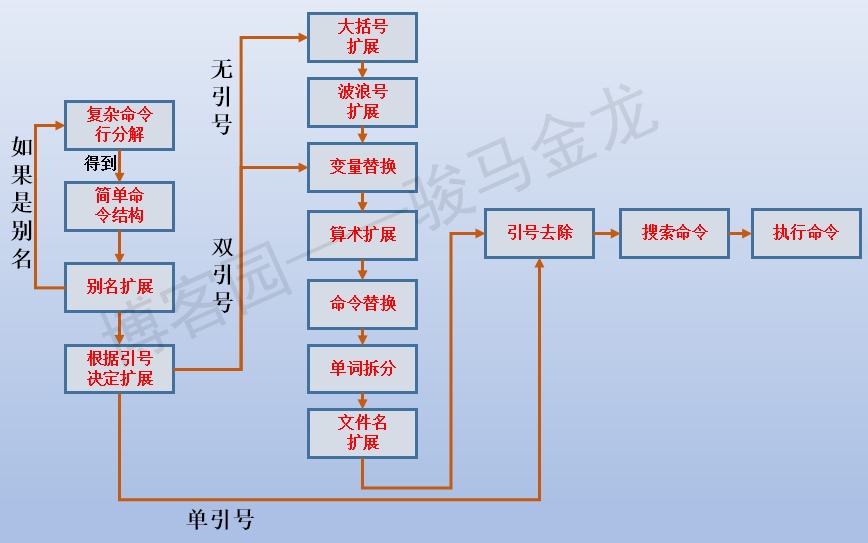 复杂命令
行分解
得到
简单命
令结构
别名扩展
如果是别名
根据引号
决定扩展
无引号
双引号
单引号
大括号
扩展
波浪号
扩展
变量替换
算术扩展
命令替换
单词拆分
文件名
扩展
引号去除
搜索命令
执行命令
博客园——骏马金龙